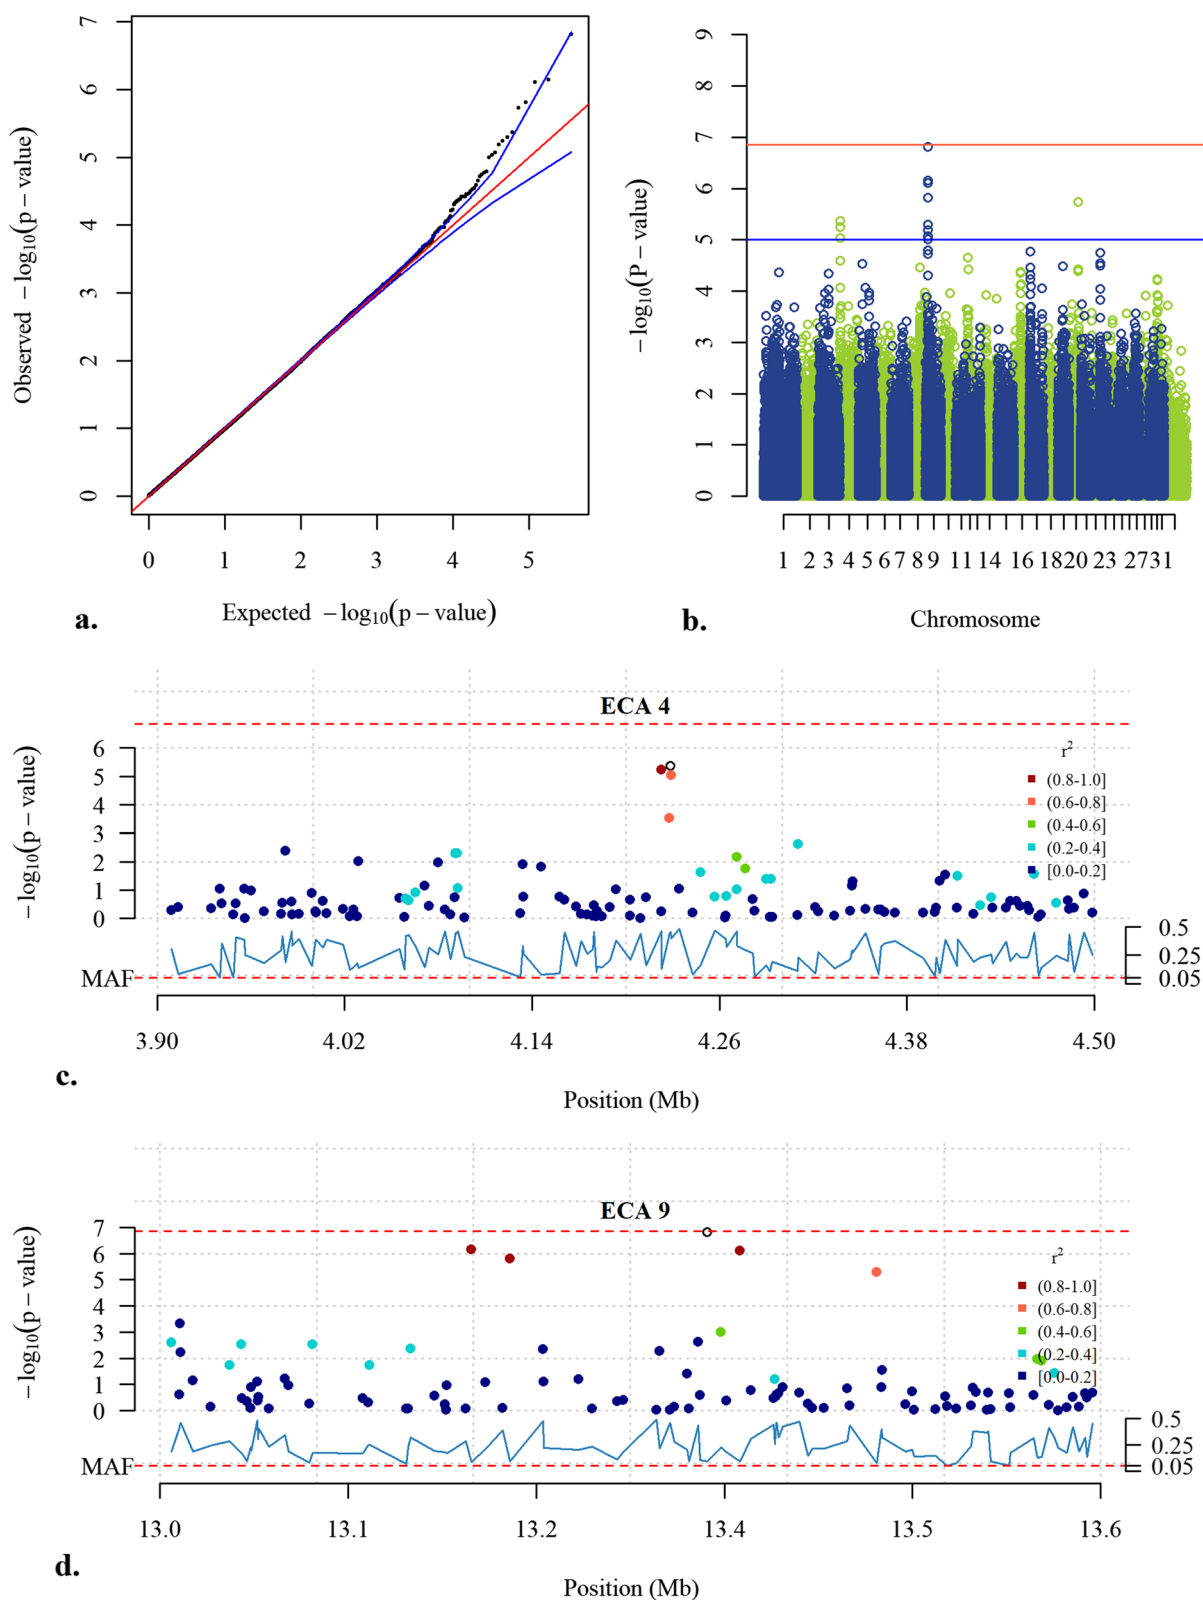 7
6
5
4
3
2
1
0
Observed −log10(p − value)
0 1 2 3 4 5
Expected −log10(p − value)
a.
9
8
7
6
5
4
3
2
1
0
−log10(P − value)
1 2 3 4 5 6 7 8 9 11 14 16 18 20 23 27 31
Chromosome
b.
ECA 4
6
5
4
3
2
1
0
−log10(p − value)
r2
(0.8-1.0]
(0.6-0.8]
(0.4-0.6]
(0.2-0.4]
[0.0-0.2]
0.5
0.25
0.05
MAF
3.90 4.02 4.14 4.26 4.38 4.50
c.
Position (Mb)
ECA 9
7
6
5
4
3
2
1
0
−log10(p − value)
r2
(0.8-1.0]
(0.6-0.8]
(0.4-0.6]
(0.2-0.4]
[0.0-0.2]
0.5
0.25
0.05
MAF
13.0 13.1 13.2 13.4 13.5 13.6
d.
Position (Mb)